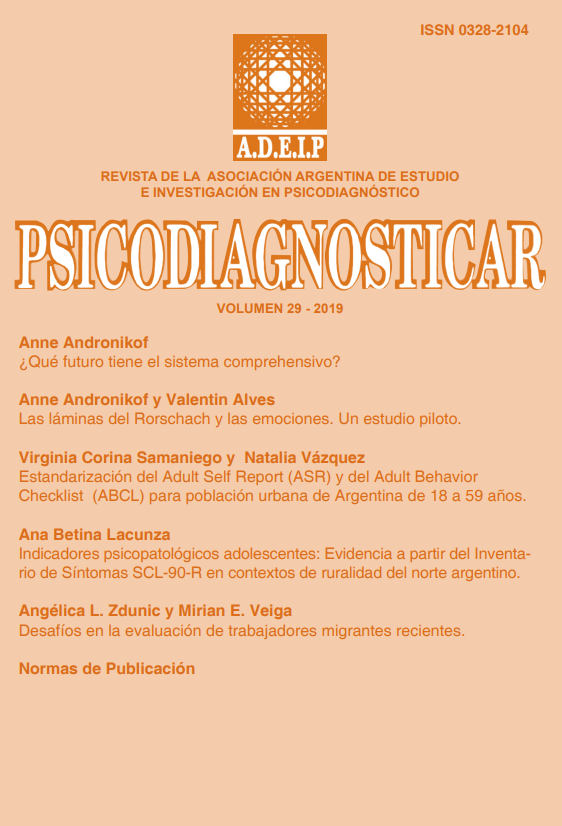 ISSN 0328-2104
A.D.E.I.P
REVISTA DE LA ASOCIACIÓN ARGENTINA DE ESTUDIO
E INVESTIGACIÓN EN PSICODIAGNÓSTICO
PSICODIAGNOSTICAR
VOLUMEN 29 - 2019
Anne Andronikof
¿Qué futuro tiene el sistema comprehensivo?
Anne Andronikof y Valentin Alves
Las láminas del Rorschach y las emociones. Un estudio piloto.
Virginia Corina Samaniego y Natalia Vázquez
Estandarización del Adult Self Report (ASR) y del Adult Behavior
Checklist (ABCL) para población urbana de Argentina de 18 a 59 años.
Ana Betina Lacunza
Indicadores psicopatológicos adolescentes: Evidencia a partir del Inventa-
rio de Síntomas SCL-90-R en contextos de ruralidad del norte argentino.
Angélica L. Zdunic y Mirian E. Veiga
Desafíos en la evaluación de trabajadores migrantes recientes.
Normas de Publicación